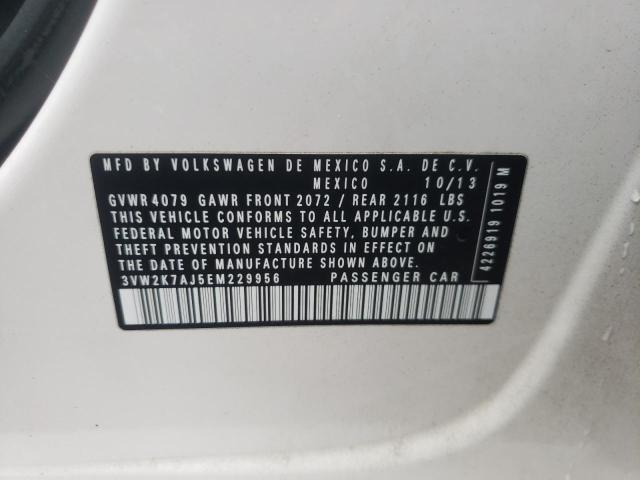 MFD BY VOLKSWAGEN DE MEXICO S.A. DE C.V.
MEXICO 10/13
GVWR4079 GAWR FRONT 2072 / REAR 2116 LBS
THIS VEHICLE CONFORMS TO ALL APPLICABLE U.S.
FEDERAL MOTOR VEHICLE SAFETY, BUMPER AND
THEFT PREVENTION STANDARDS IN EFFECT ON
THE DATE OF MANUFACTURE SHOWN ABOVE.
3VW2K7AJ5EM229956 PASSENGER CAR
4226919 1019 M